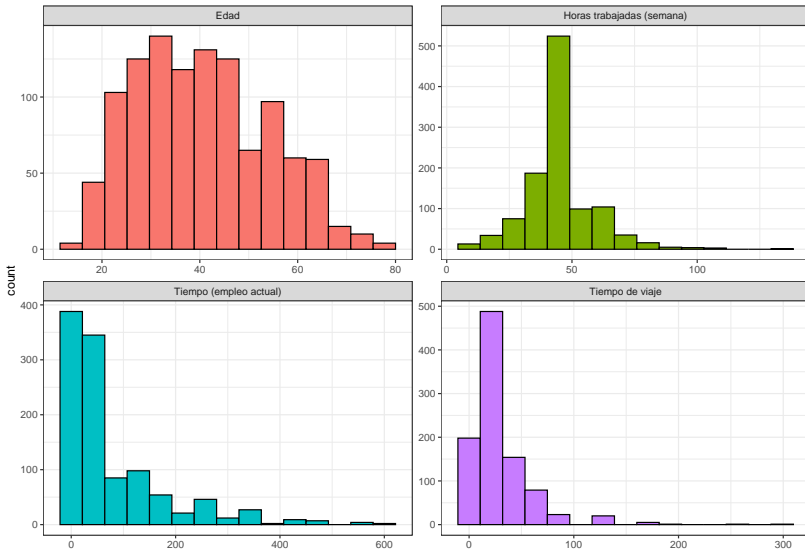 Edad
Horas trabajadas (semana)
100
50
0
20 40 60 80
500
400
300
200
100
0
0 50 100
count
Tiempo (empleo actual)
Tiempo de viaje
400
300
200
100
0
0 200 400 600
500
400
300
200
100
0
0 100 200 300